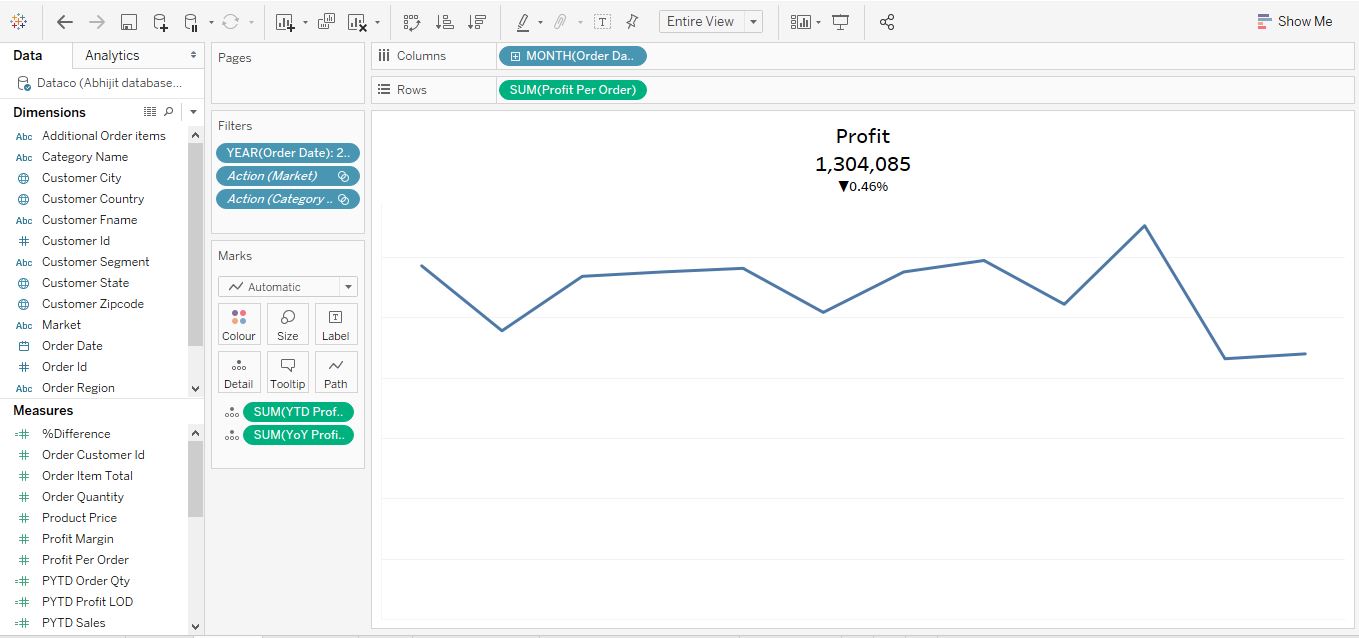 Entire View
Show Me
Data
Analytics
Dataco (Abhijit database...
Dimensions
Abc Additional Order items
Abc Category Name
Customer City
Customer Country
Abc Customer Fname
# Customer Id
Abc Customer Segment
Customer State
Customer Zipcode
Abc Market
Order Date
# Order Id
Abc Order Region
Measures
=# %Difference
# Order Customer Id
# Order Item Total
# Order Quantity
# Product Price
# Profit Margin
# Profit Per Order
=# PYTD Order Qty
=# PYTD Profit LOD
=# PYTD Sales
Pages
Filters
YEAR(Order Date): 2..
Action (Market)
Action (Category ..
Marks
Automatic
Colour
Size
T
Label
Detail
Tooltip
Path
SUM(YTD Prof..
SUM(YoY Profi..
Columns
MONTH(Order Da..
Rows
SUM(Profit Per Order)
Profit
1,304,085
▼0.46%